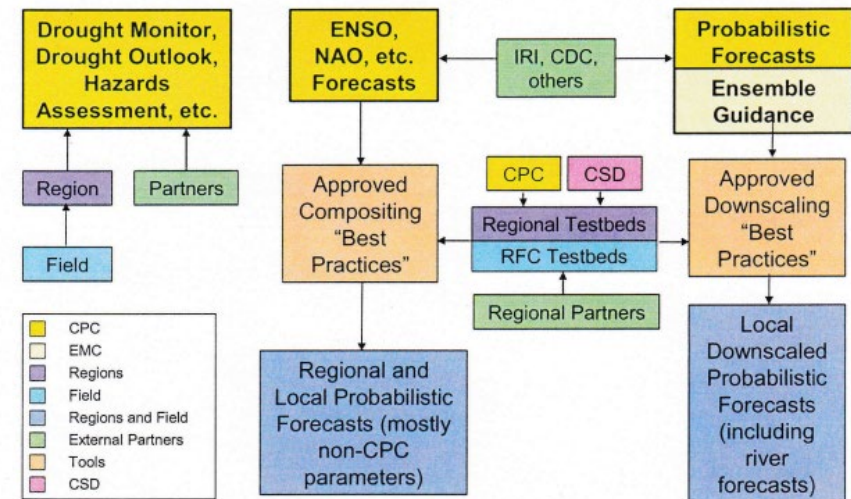 Drought Monitor,
Drought Outlook,
Hazards
Assessment, etc.
Region
Partners
Field
ENSO,
NAO, etc.
Forecasts
IRI, CDC,
others
Probabilistic
Forecasts
Ensemble
Guidance
Approved
Compositing
“Best
Practices”
CPC
CSD
Regional Testbeds
RFC Testbeds
Regional Partners
Approved
Downscaling
“Best
Practices”
Regional and
Local Probabilistic
Forecasts (mostly
non-CPC
parameters)
Local
Downscaled
Probabilistic
Forecasts
(including
river
forecasts)
CPC
EMC
Regions
Field
Regions and Field
External Partners
Tools
CSD